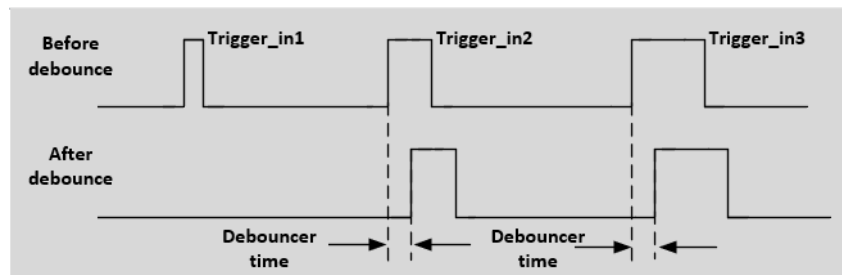 Before
debounce
Trigger_in1
Trigger_in2
Trigger_in3
After
debounce
Debouncer
time
Debouncer
time